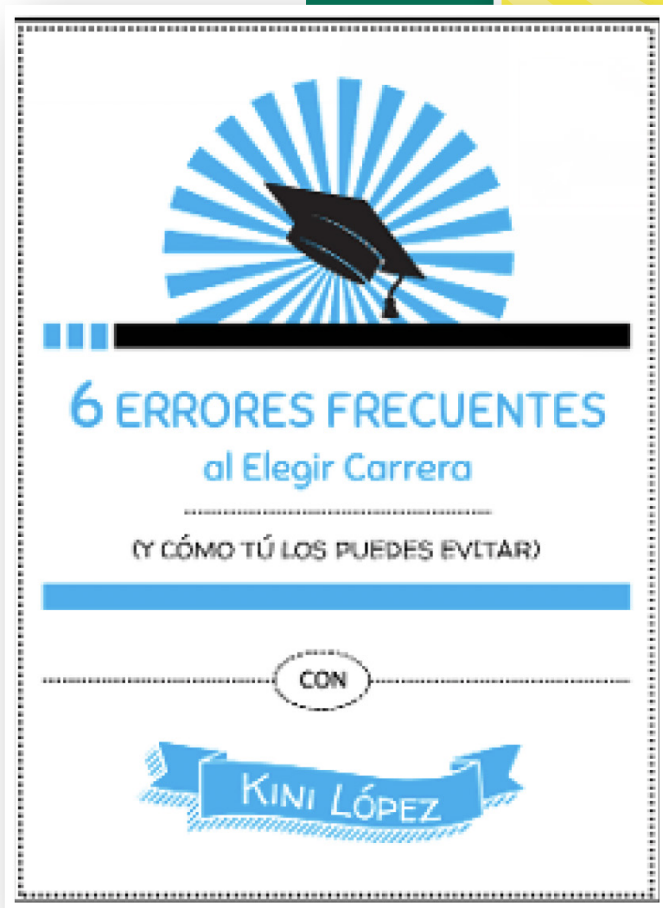 6 ERRORES FRECUENTES
al Elegir Carrera
(Y CÓMO TÚ LOS PUEDES EVITAR)
CON
KINI LÓPEZ